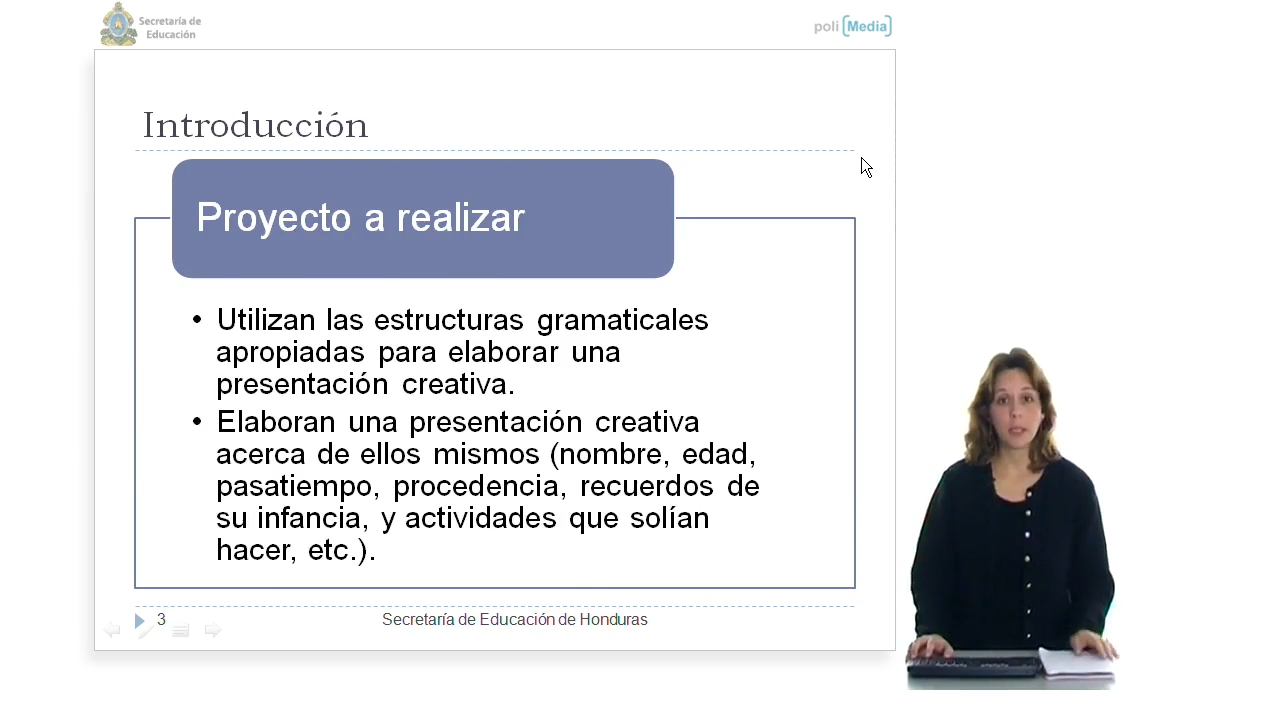 Secretaría de
Educación
poli [Media]
Introducción
Proyecto a realizar
• Utilizan las estructuras gramaticales
apropiadas para elaborar una
presentación creativa.
• Elaboran una presentación creativa
acerca de ellos mismos (nombre, edad,
pasatiempo, procedencia, recuerdos de
su infancia, y actividades que solían
hacer, etc.).
3
Secretaría de Educación de Honduras